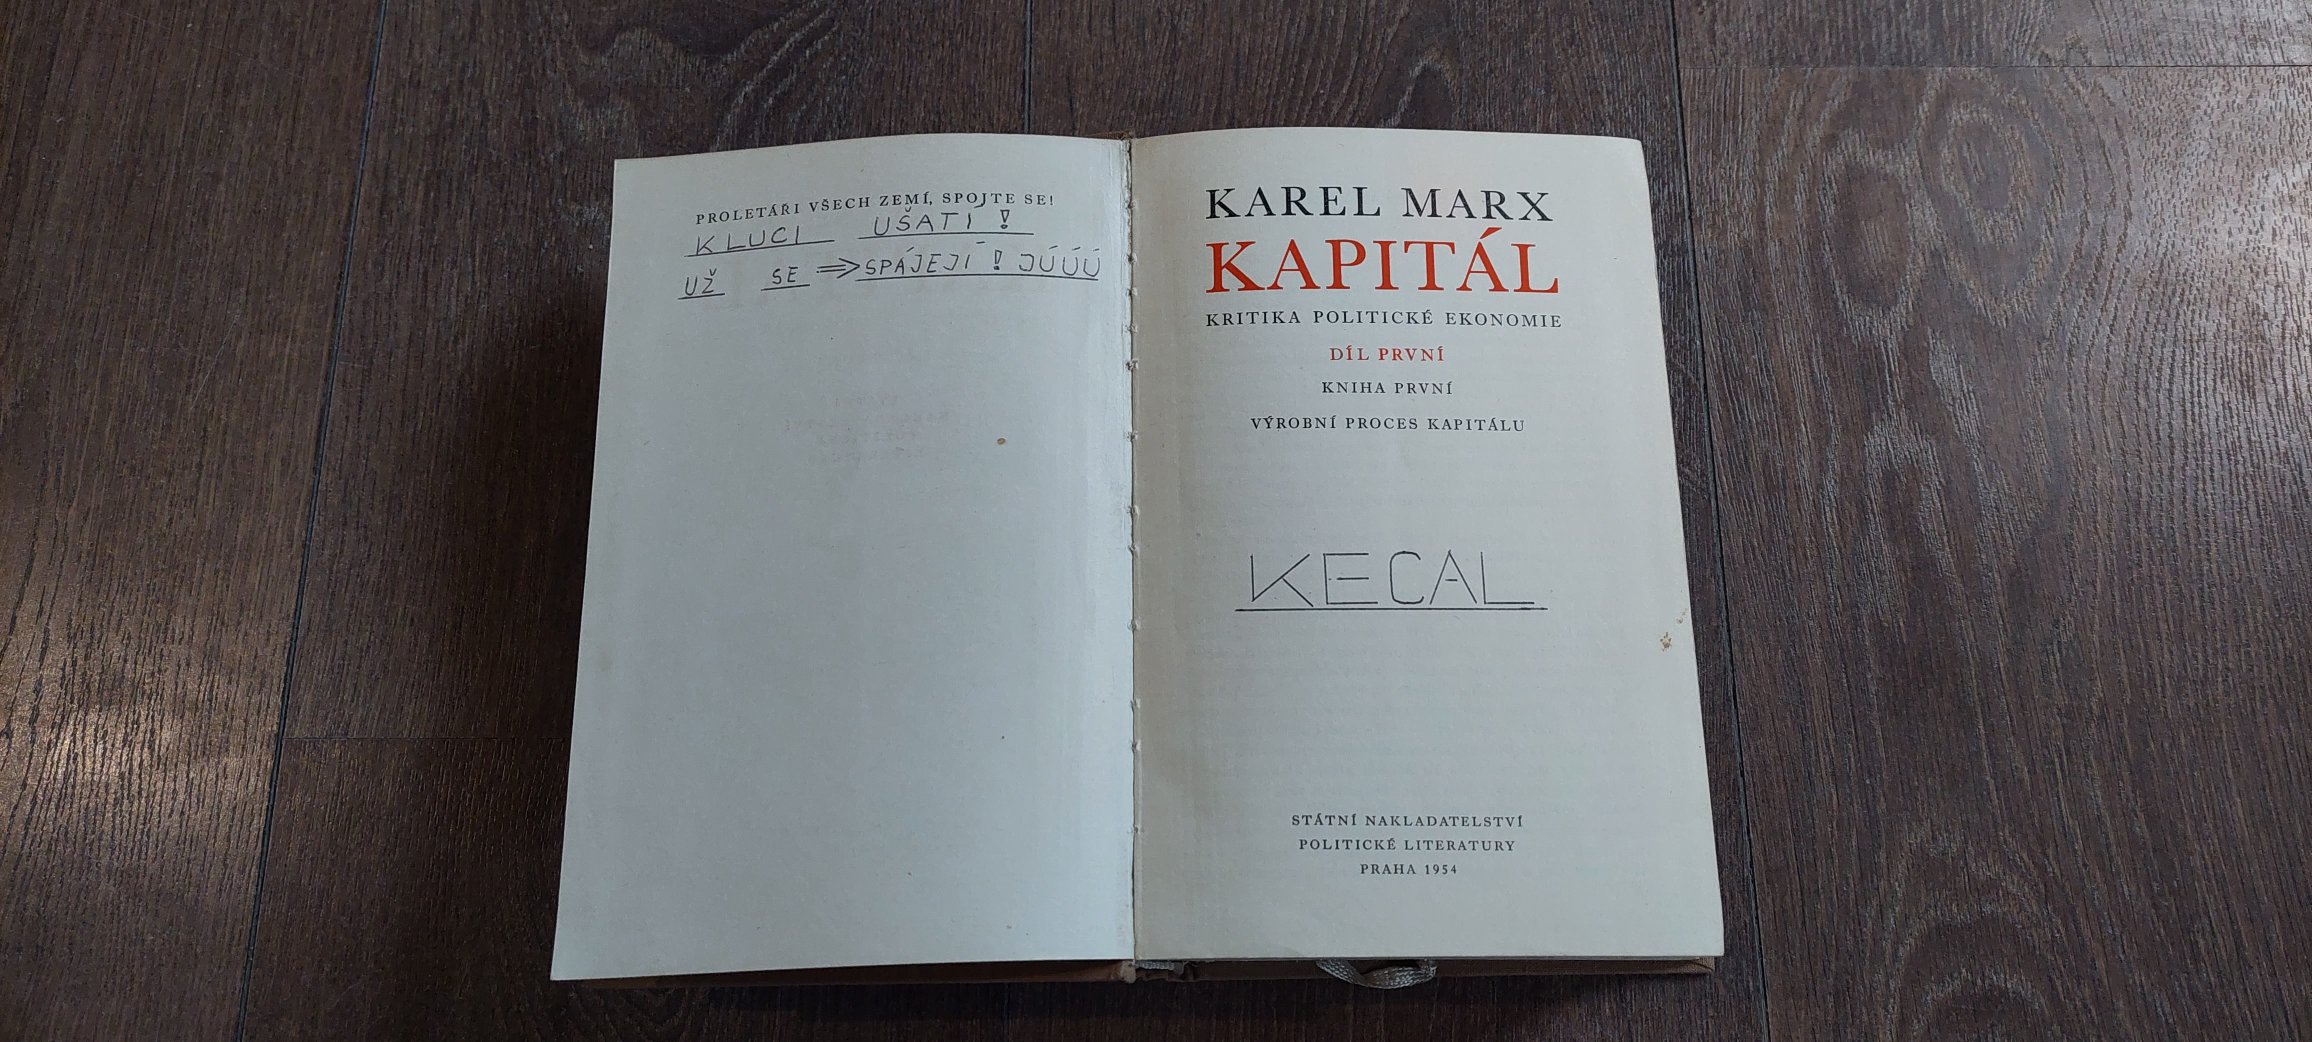 PROLETÁŘI VŠECH ZEMÍ, SPOJTE SE!
KLUCI UŠATÍ!
UŽ SE ⇒ SPÁJEJÍ! JÚÚÚ
KAREL MARX
KAPITÁL
KRITIKA POLITICKÉ EKONOMIE
DÍL PRVNÍ
KNIHA PRVNÍ
VÝROBNÍ PROCES KAPITÁLU
KECAL
STÁTNÍ NAKLADATELSTVÍ
POLITICKÉ LITERATURY
PRAHA 1954